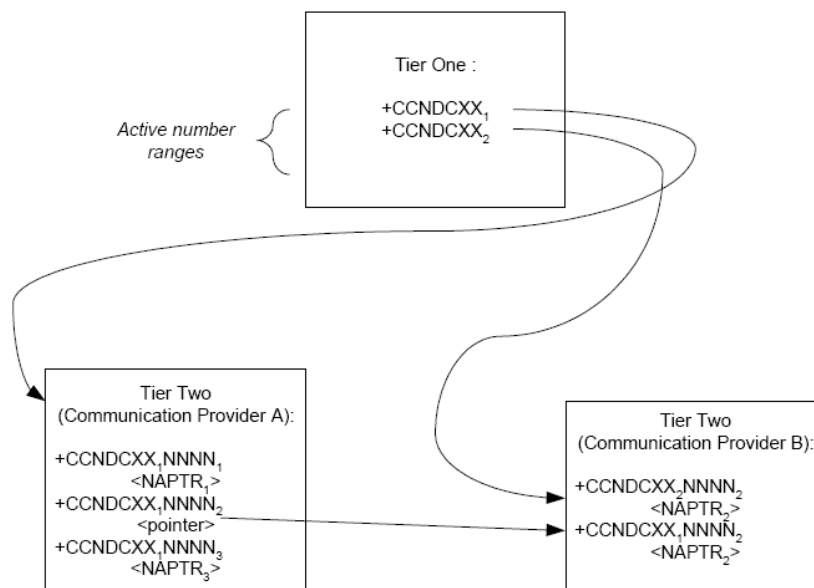 Tier One :
+CCNDCXX₁
+CCNDCXX₂
Active number
ranges
Tier Two
(Communication Provider A):
+CCNDCXX₁NNNN₁
<NAPTR₁>
+CCNDCXX₁NNNN₂
<pointer>
+CCNDCXX₁NNNN₃
<NAPTR₃>
Tier Two
(Communication Provider B):
+CCNDCXX₂NNNN₂
<NAPTR₂>
+CCNDCXX₁NNNN₂
<NAPTR₂>